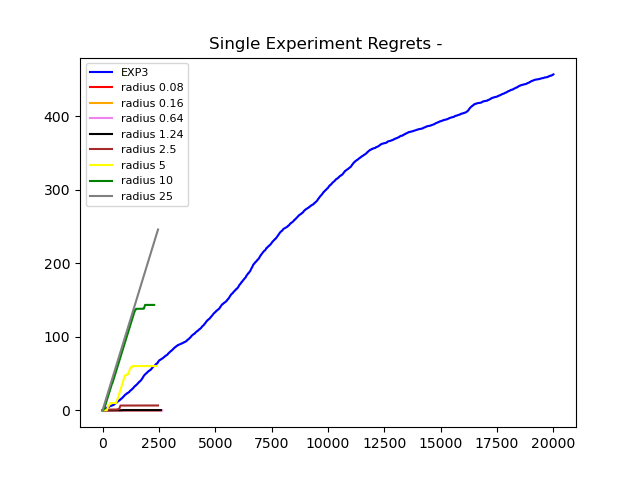 Single Experiment Regrets -
EXP3
radius 0.08
radius 0.16
radius 0.64
radius 1.24
radius 2.5
radius 5
radius 10
radius 25
400
300
200
100
0
0 2500 5000 7500 10000 12500 15000 17500 20000